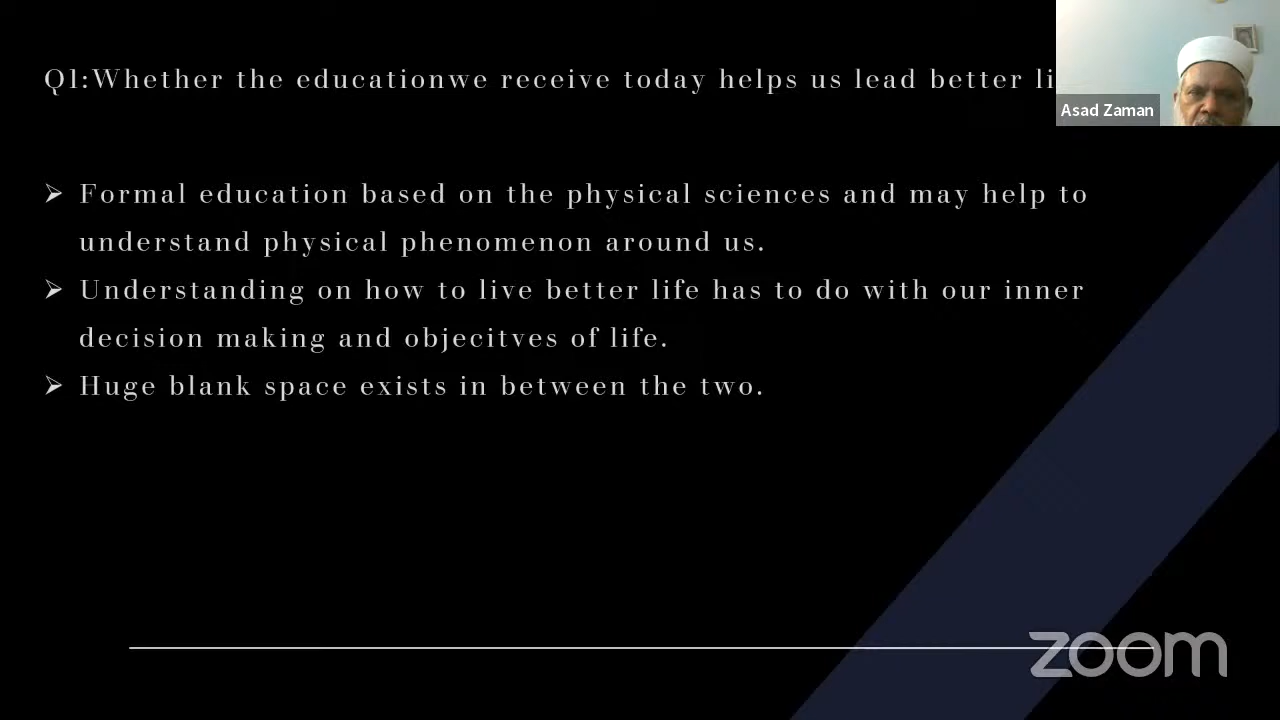 Q1:Whether the educationwe receive today helps us lead better
Asad Zaman
➤ Formal education based on the physical sciences and may help to
understand physical phenomenon around us.
➤ Understanding on how to live better life has to do with our inner
decision making and objecitves of life.
➤ Huge blank space exists in between the two.
zoom